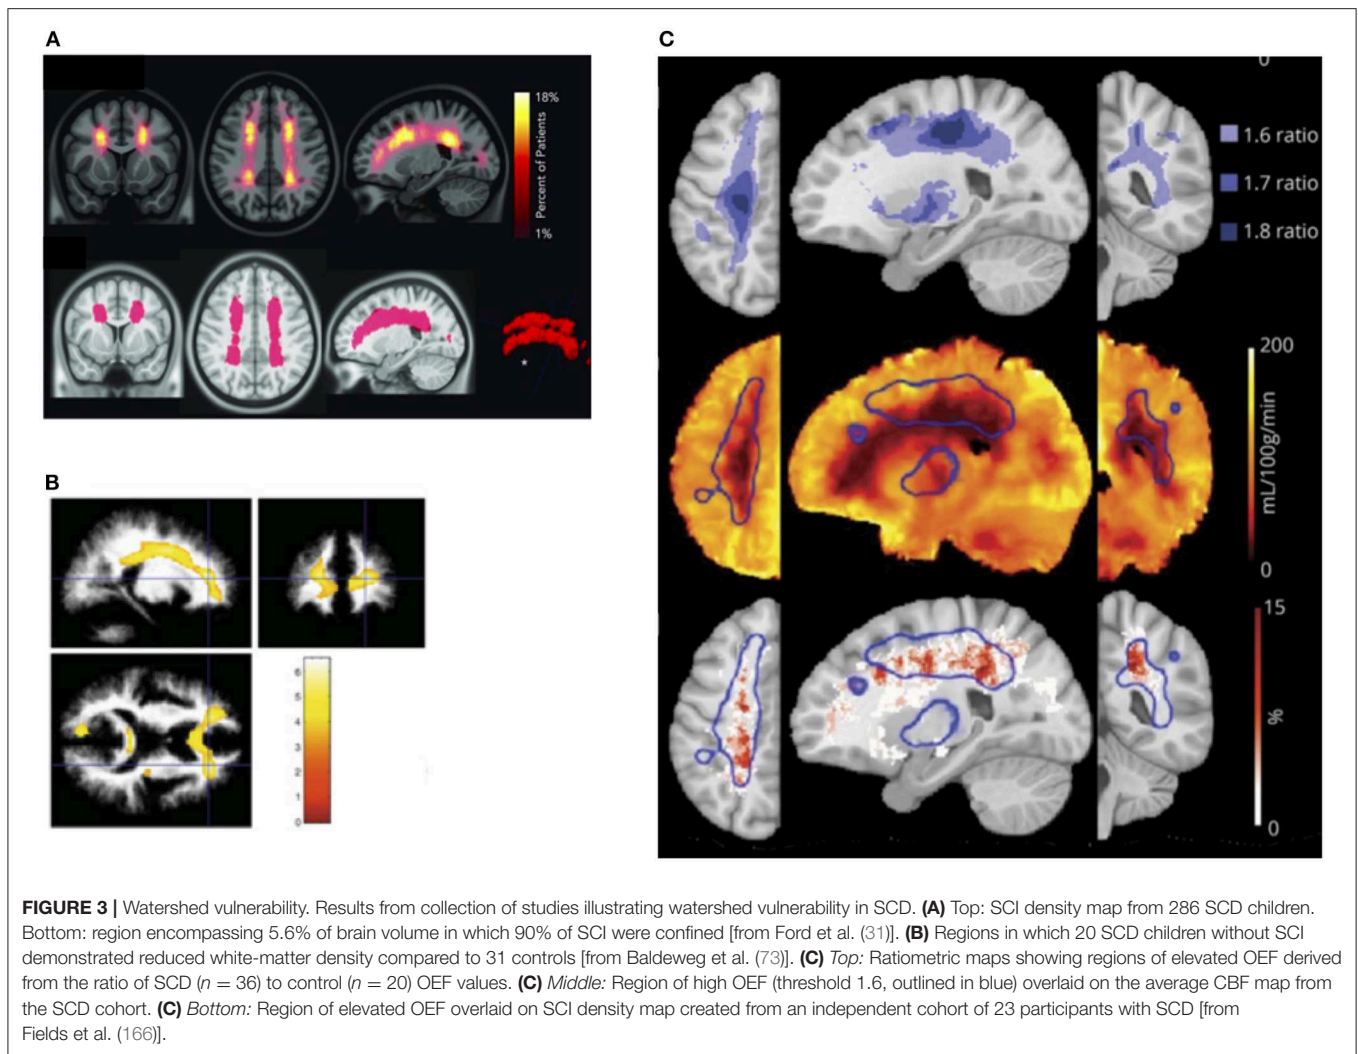 A
18%
Percent of Patients
1%
*
B
6
5
4
3
2
1
0
C
0
1.6 ratio
1.7 ratio
1.8 ratio
200
mL/100g/min
0
15
%
0
FIGURE 3 | Watershed vulnerability. Results from collection of studies illustrating watershed vulnerability in SCD. (A) Top: SCI density map from 286 SCD children.
Bottom: region encompassing 5.6% of brain volume in which 90% of SCI were confined [from Ford et al. (31)]. (B) Regions in which 20 SCD children without SCI
demonstrated reduced white-matter density compared to 31 controls [from Baldeweg et al. (73)]. (C) Top: Ratiometric maps showing regions of elevated OEF derived
from the ratio of SCD (n = 36) to control (n = 20) OEF values. (C) Middle: Region of high OEF (threshold 1.6, outlined in blue) overlaid on the average CBF map from
the SCD cohort. (C) Bottom: Region of elevated OEF overlaid on SCI density map created from an independent cohort of 23 participants with SCD [from
Fields et al. (166)].